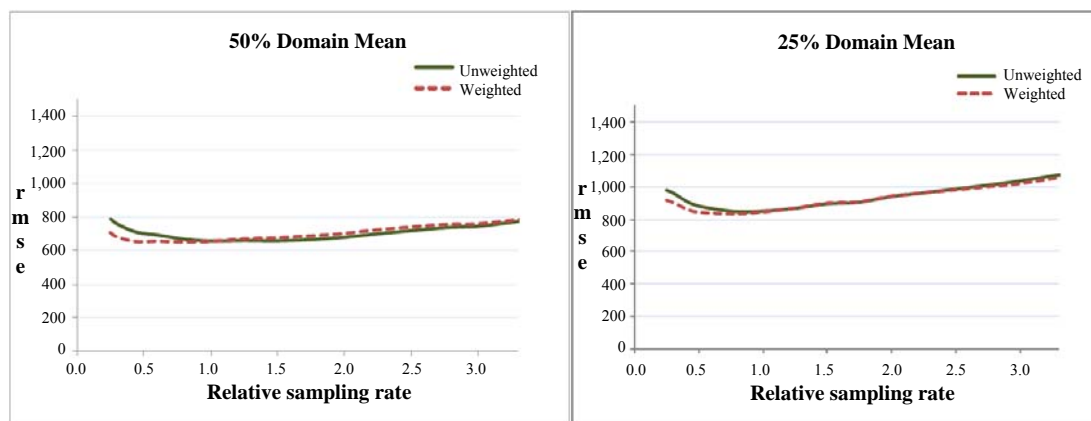 50% Domain Mean
Unweighted
Weighted
1,400
1,200
1,000
800
600
400
200
0
r
m
s
e
0.0 0.5 1.0 1.5 2.0 2.5 3.0
Relative sampling rate
25% Domain Mean
Unweighted
Weighted
1,400
1,200
1,000
800
600
400
200
0
r
m
s
e
0.0 0.5 1.0 1.5 2.0 2.5 3.0
Relative sampling rate